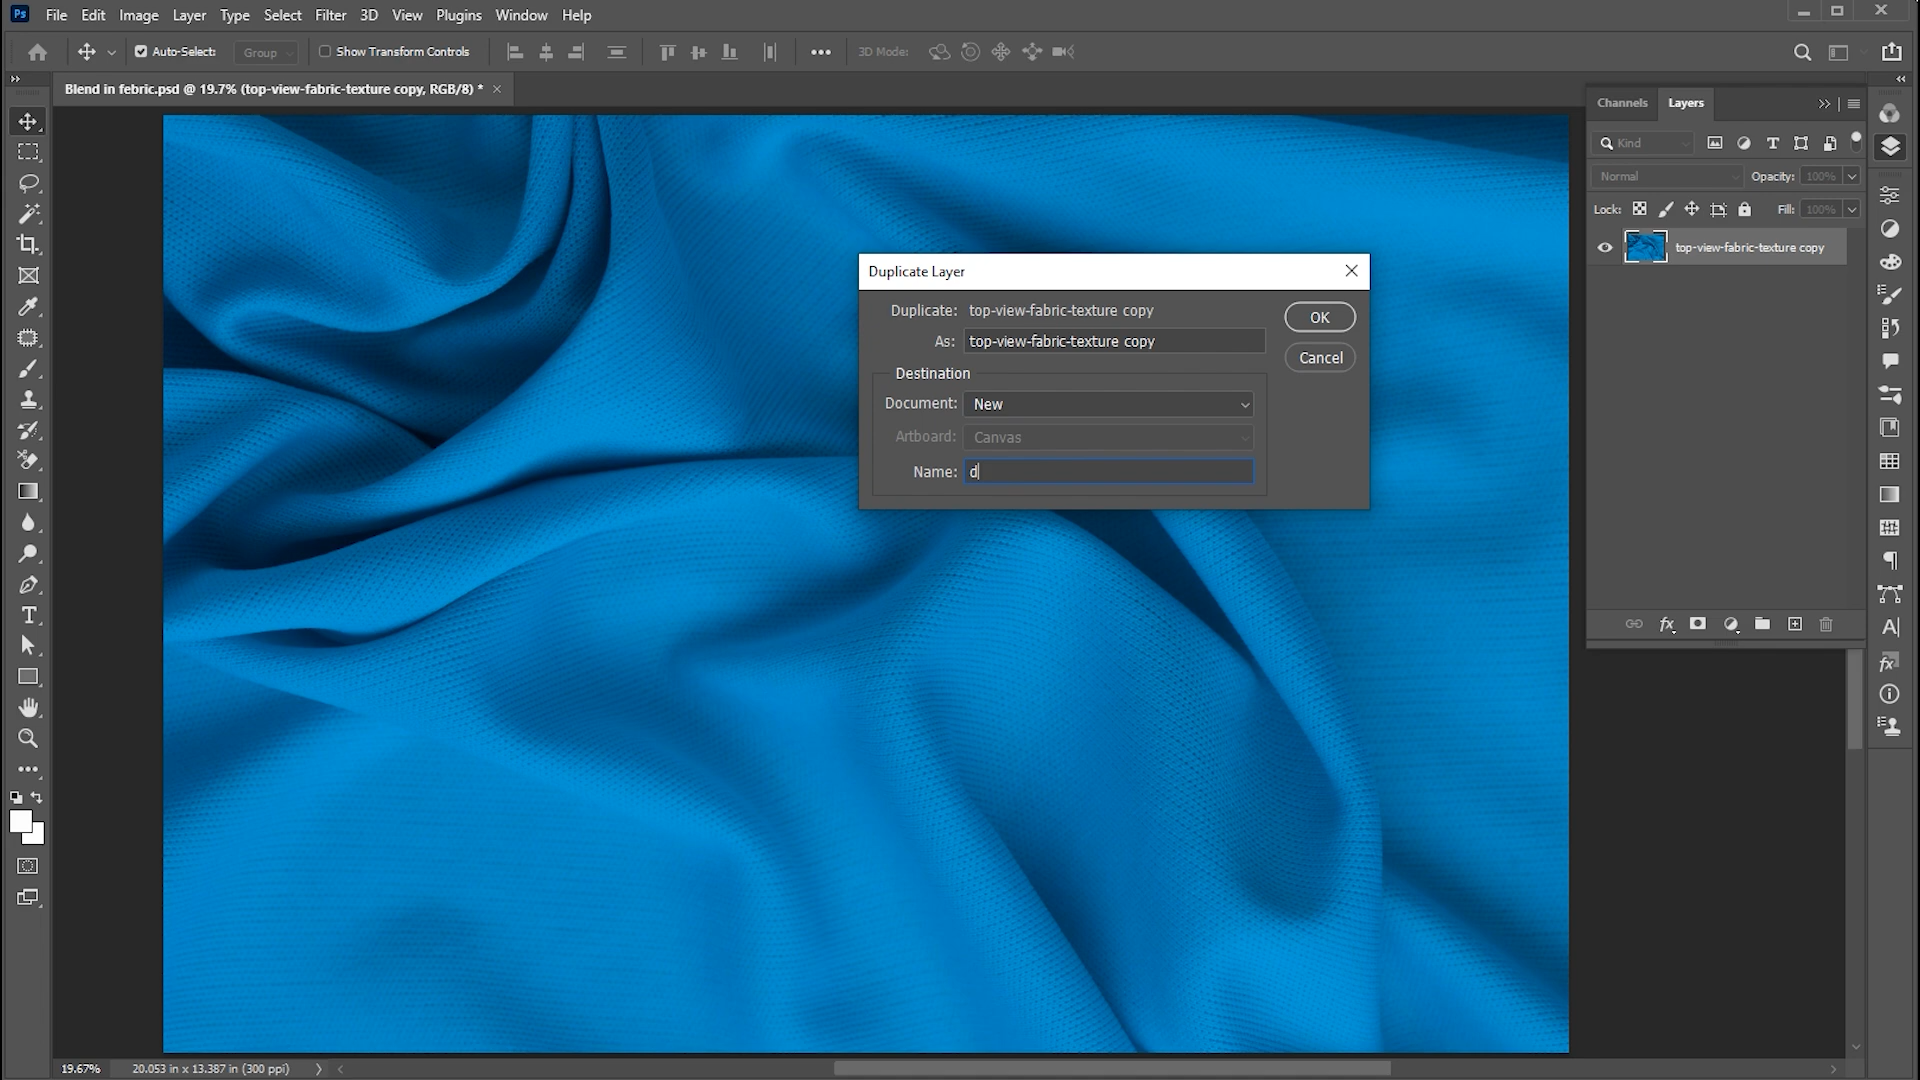 Ps File Edit Image Layer Type Select Filter 3D View Plugins Window Help
Auto-Select: Group Show Transform Controls 3D Mode:
Blend in febric.psd @ 19.7% (top-view-fabric-texture copy, RGB/8) *
Channels Layers
Kind
Normal Opacity: 100%
Lock: Fill: 100%
top-view-fabric-texture copy
Duplicate Layer
Duplicate: top-view-fabric-texture copy
As: top-view-fabric-texture copy
Destination
Document: New
Artboard: Canvas
Name: d
OK
Cancel
19.67% 20.053 in x 13.387 in (300 ppi)